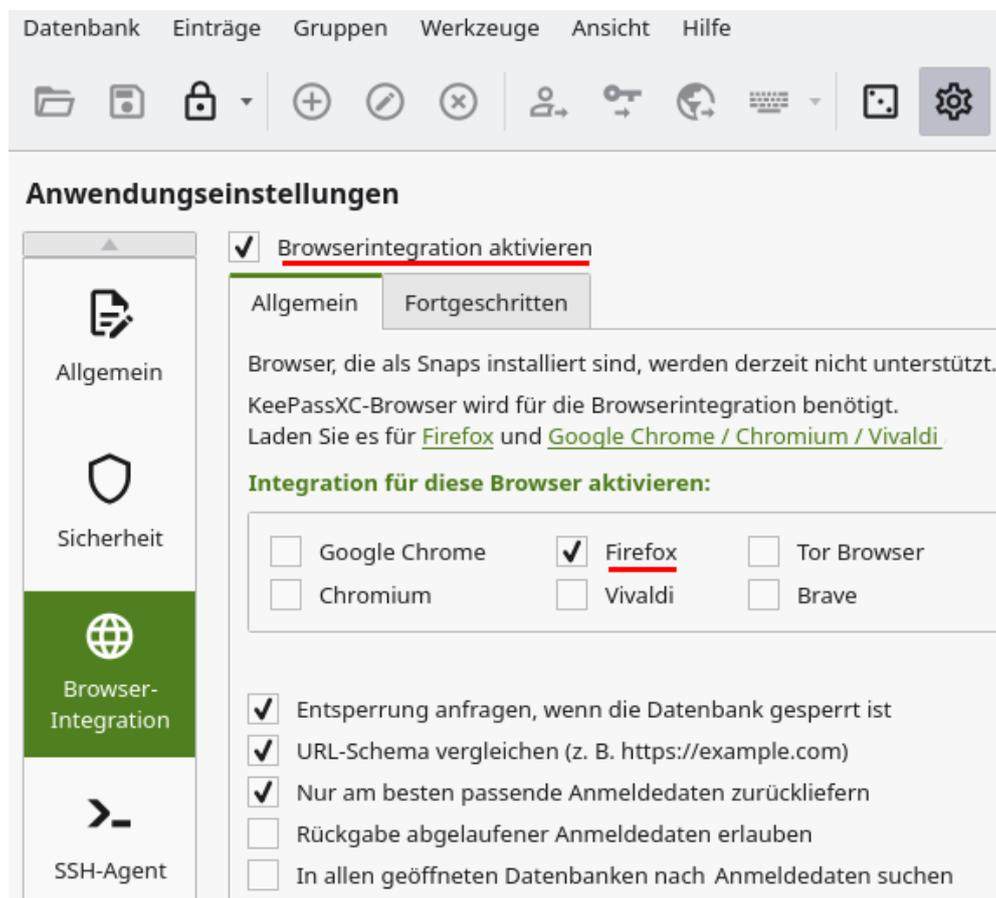 Datenbank Einträge Gruppen Werkzeuge Ansicht Hilfe
Anwendungseinstellungen
Browserintegration aktivieren
Allgemein Fortgeschritten
Allgemein
Sicherheit
Browser-
Integration
SSH-Agent
Browser, die als Snaps installiert sind, werden derzeit nicht unterstützt.
KeePassXC-Browser wird für die Browserintegration benötigt.
Laden Sie es für Firefox und Google Chrome / Chromium / Vivaldi
Integration für diese Browser aktivieren:
Google Chrome Firefox Tor Browser
Chromium Vivaldi Brave
Entsperrung anfragen, wenn die Datenbank gesperrt ist
URL-Schema vergleichen (z. B. https://example.com)
Nur am besten passende Anmeldedaten zurückliefern
Rückgabe abgelaufener Anmeldedaten erlauben
In allen geöffneten Datenbanken nach Anmeldedaten suchen